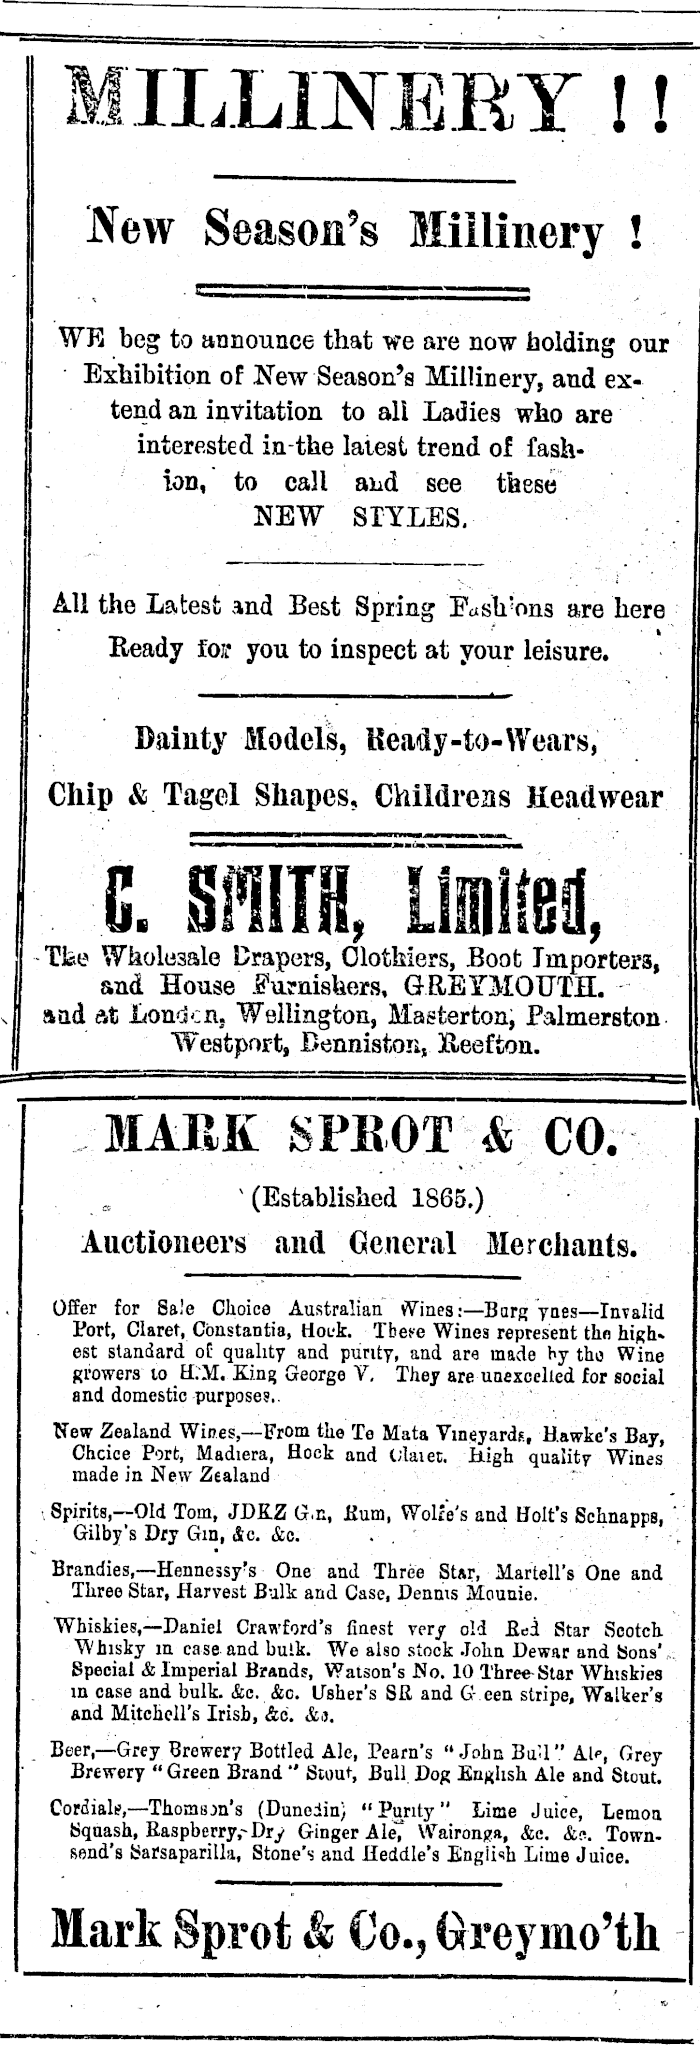 MILLINERY !!
New Season's Millinery !
WE beg to announce that we are now holding our
Exhibition of New Season's Millinery, and ex-
tend an invitation to all Ladies who are
interested in the latest trend of fash-
ion, to call and see these
NEW STYLES.
All the Latest and Best Spring Fashions are here
Ready for you to inspect at your leisure.
Dainty Models, Ready-to-Wears,
Chip & Tagel Shapes, Childrens Headwear
C. SMITH, Limited,
The Wholesale Drapers, Clothiers, Boot Importers,
and House Furnishers, GREYMOUTH.
and at London, Wellington, Masterton, Palmerston
Westport, Denniston, Reefton.
MARK SPROT & CO.
(Established 1865.)
Auctioneers and General Merchants.
Offer for Sale Choice Australian Wines:—Burg ynes—Invalid
Port, Claret, Constantia, Hock. These Wines represent the high-
est standard of quality and purity, and are made by the Wine
growers to H.M. King George V. They are unexcelled for social
and domestic purposes.
New Zealand Wines,—From the Te Mata Vineyards, Hawke's Bay,
Choice Port, Madiera, Hock and Claret. High quality Wines
made in New Zealand
Spirits,—Old Tom, JDKZ Gin, Rum, Wolfe's and Holt's Schnapps,
Gilby's Dry Gin, &c. &c.
Brandies,—Hennessy's One and Three Star, Martell's One and
Three Star, Harvest Bulk and Case, Dennis Mounie.
Whiskies,—Daniel Crawford's finest very old Red Star Scotch
Whisky in case and bulk. We also stock John Dewar and Sons'
Special & Imperial Brands, Watson's No. 10 Three Star Whiskies
in case and bulk. &c. &c. Usher's SR and Green stripe, Walker's
and Mitchell's Irish, &c. &c.
Beer,—Grey Brewery Bottled Ale, Pearn's "John Bull" Ale, Grey
Brewery "Green Brand" Stout, Bull Dog English Ale and Stout.
Cordials,—Thomson's (Dunedin) "Purity" Lime Juice, Lemon
Squash, Raspberry, Dry Ginger Ale, Waironga, &c. &c. Town-
send's Sarsaparilla, Stone's and Heddle's English Lime Juice.
Mark Sprot & Co., Greymo'th